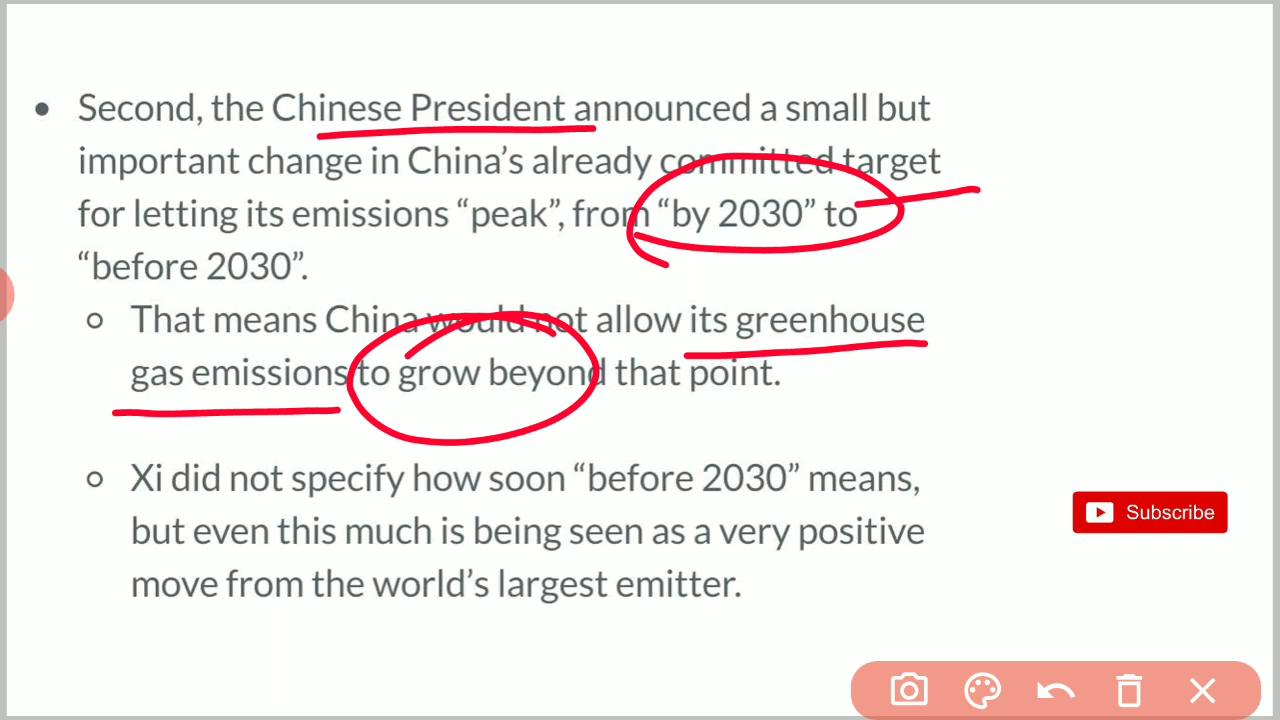 Second, the Chinese President announced a small but
important change in China’s already committed target
for letting its emissions “peak”, from “by 2030” to
“before 2030”.
That means China would not allow its greenhouse
gas emissions to grow beyond that point.
Xi did not specify how soon “before 2030” means,
but even this much is being seen as a very positive
move from the world’s largest emitter.
Subscribe